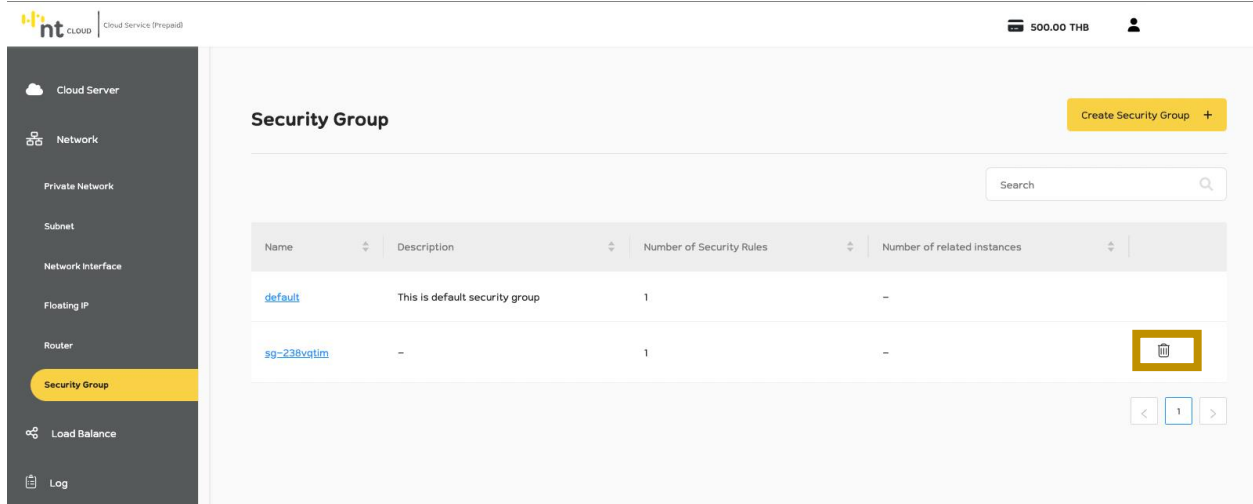 nt CLOUD Cloud Service (Prepaid)
500.00 THB
Cloud Server
Network
Private Network
Subnet
Network Interface
Floating IP
Router
Security Group
Load Balance
Log
Security Group
Create Security Group +
Search
Name Description Number of Security Rules Number of related instances
default This is default security group 1 –
sg-238vqtim – 1 –
< 1 >